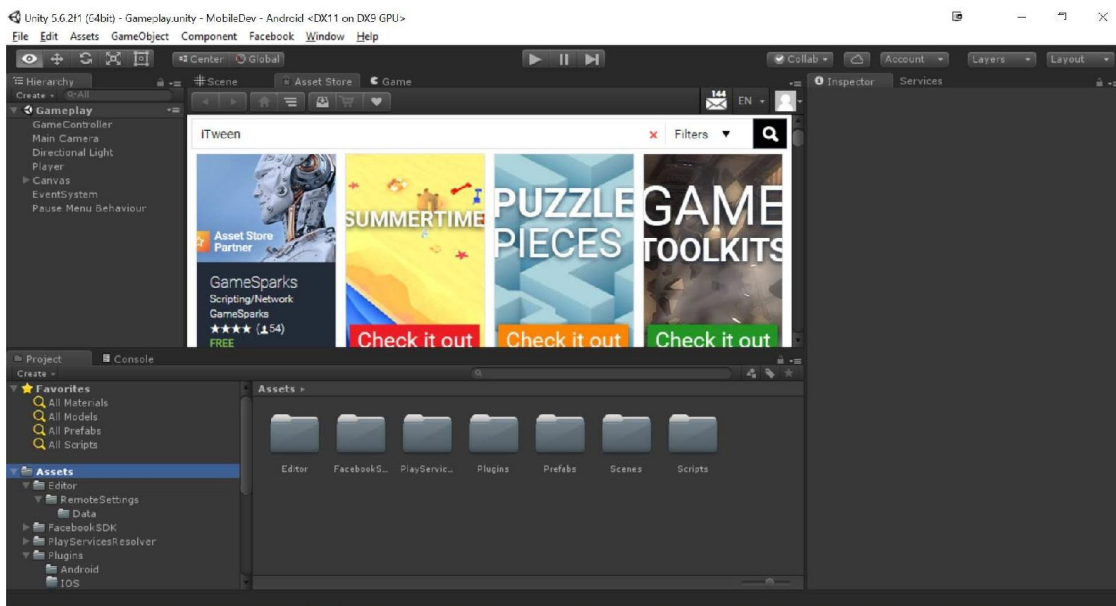 Unity 5.6.2f1 (64bit) - Gameplay.unity - MobileDev - Android <DX11 on DX9 GPU>
File Edit Assets GameObject Component Facebook Window Help
Center Global
Collab Account Layers Layout
Hierarchy
Create All
Gameplay
GameController
Main Camera
Directional Light
Player
Canvas
EventSystem
Pause Menu Behaviour
Scene Asset Store Game
144
EN
iTween
Filters
Asset Store
Partner
GameSparks
Scripting/Network
GameSparks
(54)
FREE
SUMMERTIME
Check it out
PUZZLE
PIECES
Check it out
GAME
TOOLKITS
Check it out
Inspector Services
Project Console
Create
Favorites
All Materials
All Models
All Prefabs
All Scripts
Assets
Editor
RemoteSettings
Data
FacebookSDK
PlayServicesResolver
Plugins
Android
IOS
Assets
Editor FacebookS... PlayServic... Plugins Prefabs Scenes Scripts